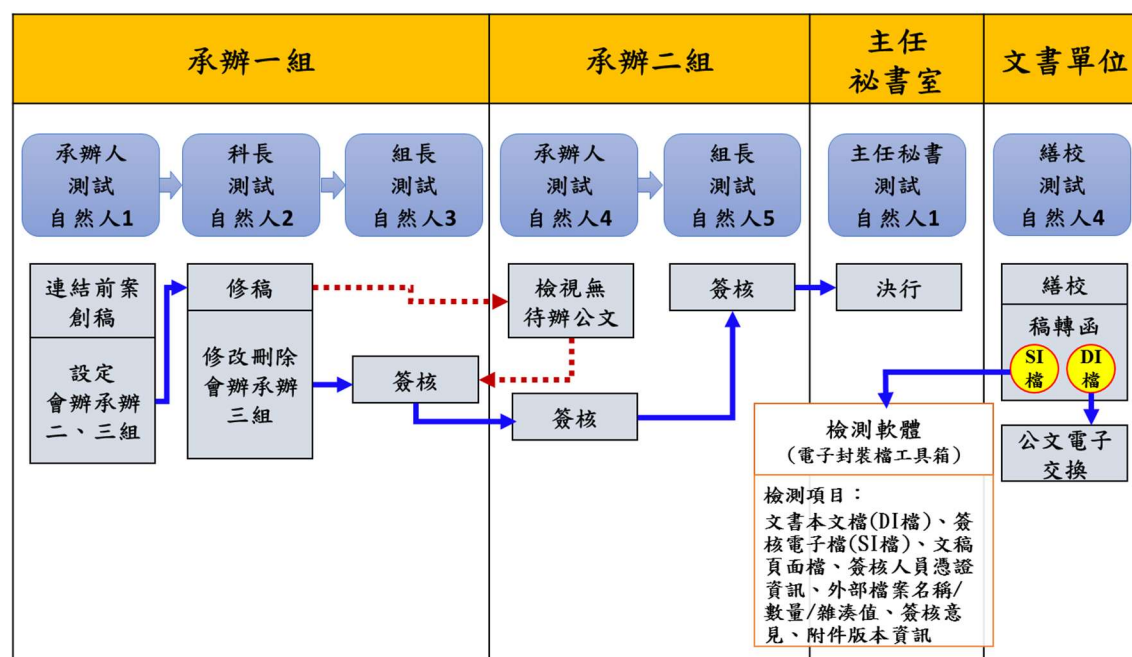 承辦一組
承辦二組
主任
祕書室
文書單位
承辦人
測試
自然人1
科長
測試
自然人2
組長
測試
自然人3
承辦人
測試
自然人4
組長
測試
自然人5
主任秘書
測試
自然人1
繕校
測試
自然人4
連結前案
創稿
設定
會辦承辦
二、三組
修稿
修改刪除
會辦承辦
三組
簽核
檢視無
待辦公文
簽核
簽核
決行
繕校
稿轉函
SI
檔
DI
檔
公文電子
交換
檢測軟體
(電子封裝檔工具箱)
檢測項目：
文書本文檔(DI檔)、簽
核電子檔(SI檔)、文稿
頁面檔、簽核人員憑證
資訊、外部檔案名稱/
數量/雜湊值、簽核意
見、附件版本資訊